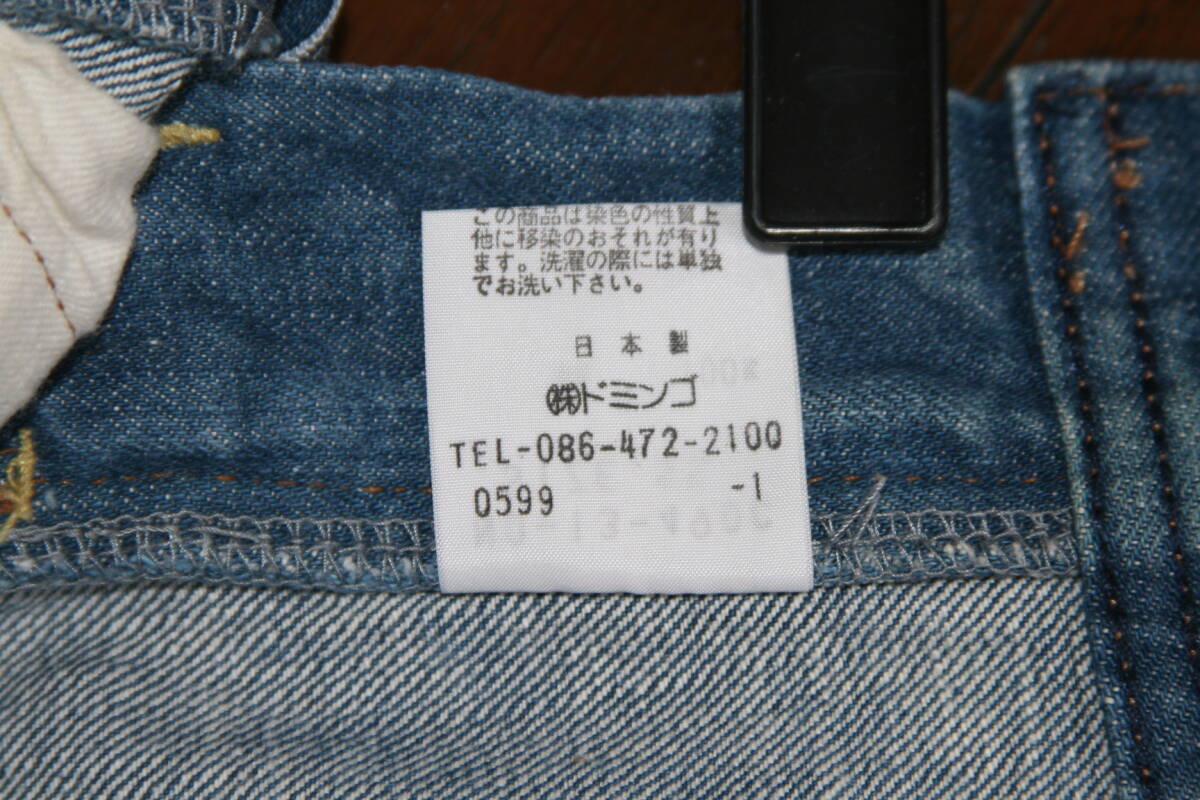 この商品は染色の性質上
他に移染のおそれが有り
ます。洗濯の際には単独
でお洗い下さい。
日本製
㈱ドミンゴ
TEL-086-472-2100
0599 -1